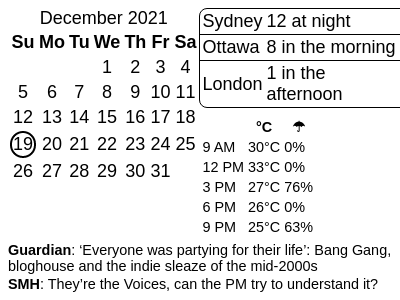 December 2021
Su Mo Tu We Th Fr Sa
1 2 3 4
5 6 7 8 9 10 11
12 13 14 15 16 17 18
19 20 21 22 23 24 25
26 27 28 29 30 31
Sydney 12 at night
Ottawa 8 in the morning
London 1 in the
afternoon
°C ☂
9 AM 30°C 0%
12 PM 33°C 0%
3 PM 27°C 76%
6 PM 26°C 0%
9 PM 25°C 63%
Guardian: ‘Everyone was partying for their life’: Bang Gang,
bloghouse and the indie sleaze of the mid-2000s
SMH: They’re the Voices, can the PM try to understand it?